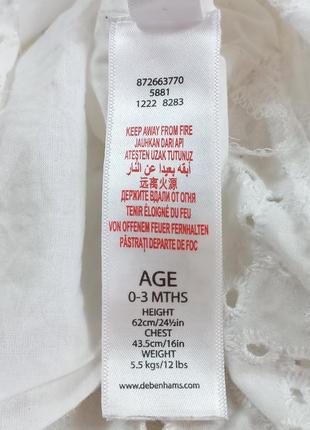 872663770
5881
1222 8283
KEEP AWAY FROM FIRE
JAUHKAN DARI API
ATEŞTEN UZAK TUTUNUZ
أبقه بعيدا عن النار
远离火源
ДЕРЖИТЕ ВДАЛИ ОТ ОГНЯ
TENIR ÉLOIGNÉ DU FEU
VON OFFENEM FEUER FERNHALTEN
PĂSTRAȚI DEPARTE DE FOC
AGE
0-3 MTHS
HEIGHT
62cm/24½in
CHEST
43.5cm/16in
WEIGHT
5.5 kgs/12 lbs
www.debenhams.com